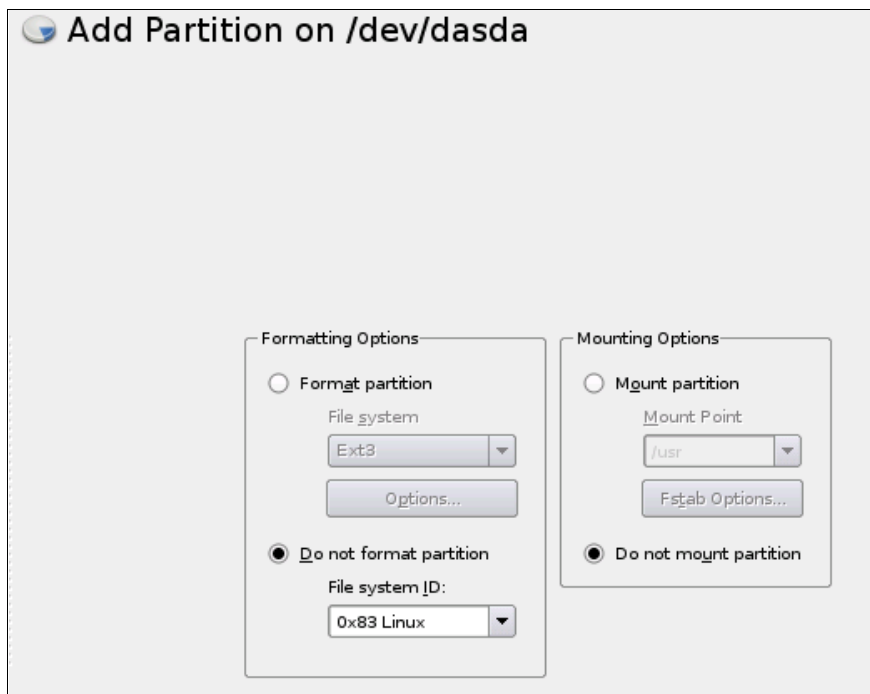 Add Partition on /dev/dasda
Formatting Options
Format partition
File system
Ext3
Options...
Do not format partition
File system ID:
0x83 Linux
Mounting Options
Mount partition
Mount Point
/usr
Fstab Options...
Do not mount partition